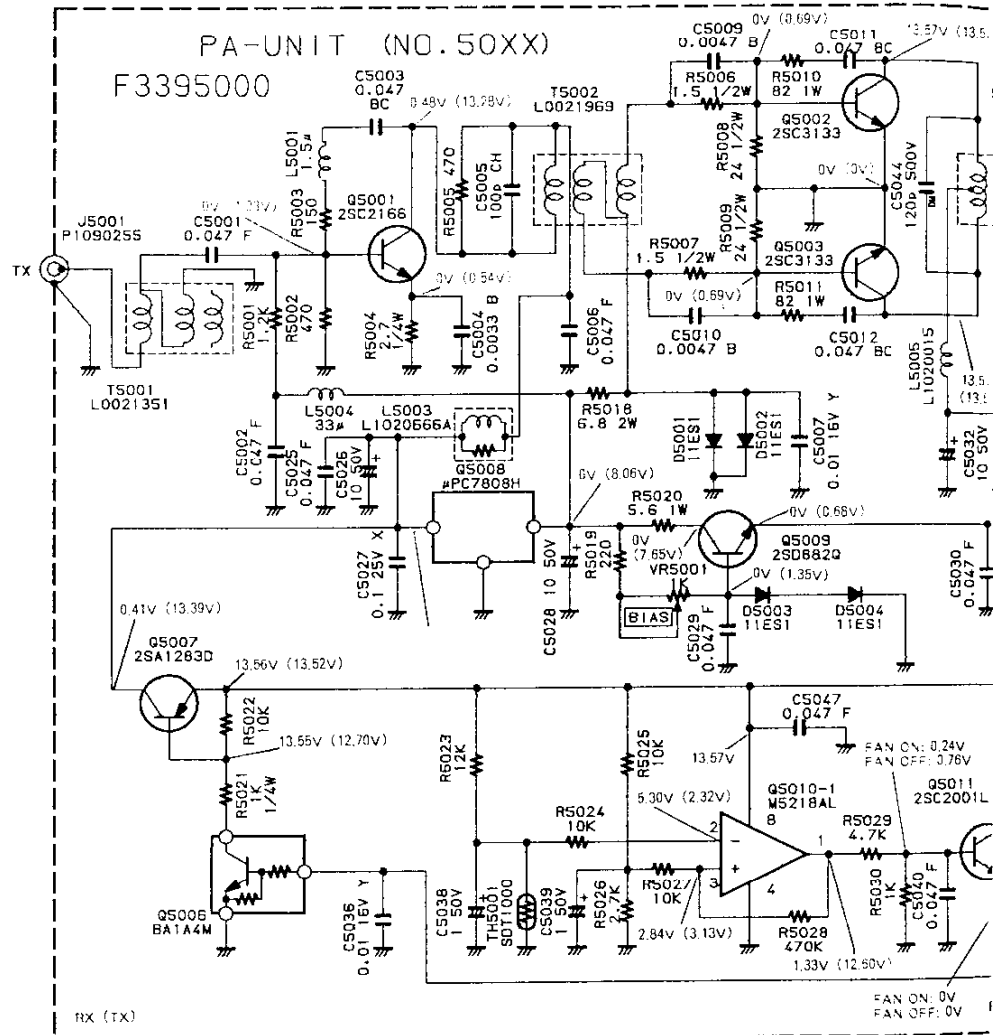 PA-UNIT (NO.50XX)
F3395000
J5001
P1090255
TX
0V (1.33V)
C5001
0.047 F
T5001
L0021351
R5001
1.2K
R5002
470
R5003
150
L5001
1.5μ
C5003
0.047
BC
0.48V (13.28V)
Q5001
2SC2166
0V (0.54V)
R5004
2.7
1/4W
C5004
0.0033 B
R5005 470
C5005
100p CH
T5002
L0021969
C5006
0.047 F
C5009
0.0047 B
0V (0.69V)
R5006
1.5 1/2W
R5010
82 1W
C5011
0.047 BC
13.57V (13.5
Q5002
2SC3133
R5008
24 1/2W
0V (0V)
R5009
24 1/2W
C5044
120p 500V
DM
R5007
1.5 1/2W
Q5003
2SC3133
0V (0.69V)
R5011
82 1W
C5010
0.0047 B
C5012
0.047 BC
L5005
L1020015
13.5
C5002
0.047 F
L5004
33μ
L5003
L1020666A
C5025
0.047 F
C5026
10 50V
Q5008
μPC7808H
R5018
6.8 2W
D5001
11ES1
D5002
11ES1
C5007
0.01 16V Y
C5032
10 50V
0V (8.06V)
R5020
5.6 1W
0V (0.68V)
Q5009
2SD882Q
R5019
220
0V
(7.65V)
VR5001
1K
BIAS
0V (1.35V)
C5027
0.1 25V X
C5028 10 50V
C5029
0.047 F
D5003
11ES1
D5004
11ES1
C5030
0.047 F
0.41V (13.39V)
Q5007
2SA1283D
13.56V (13.52V)
R5022
10K
13.55V (12.70V)
R5021
1K
1/4W
Q5006
BA1A4M
C5036
0.01 16V Y
R5023
12K
R5024
10K
R5025
10K
13.57V
C5047
0.047 F
5.30V (2.32V)
Q5010-1
M5218AL
8
2
1
3
4
FAN ON: 0.24V
FAN OFF: 0.76V
Q5011
2SC2001L
R5029
4.7K
R5030
1K
C5040
0.047 F
C5038
1 50V
TH5001
SDT1000
C5039
1 50V
R5026
2.7K
R5027
10K
2.84V (3.13V)
R5028
470K
1.33V (12.60V)
FAN ON: 0V
FAN OFF: 0V
RX (TX)